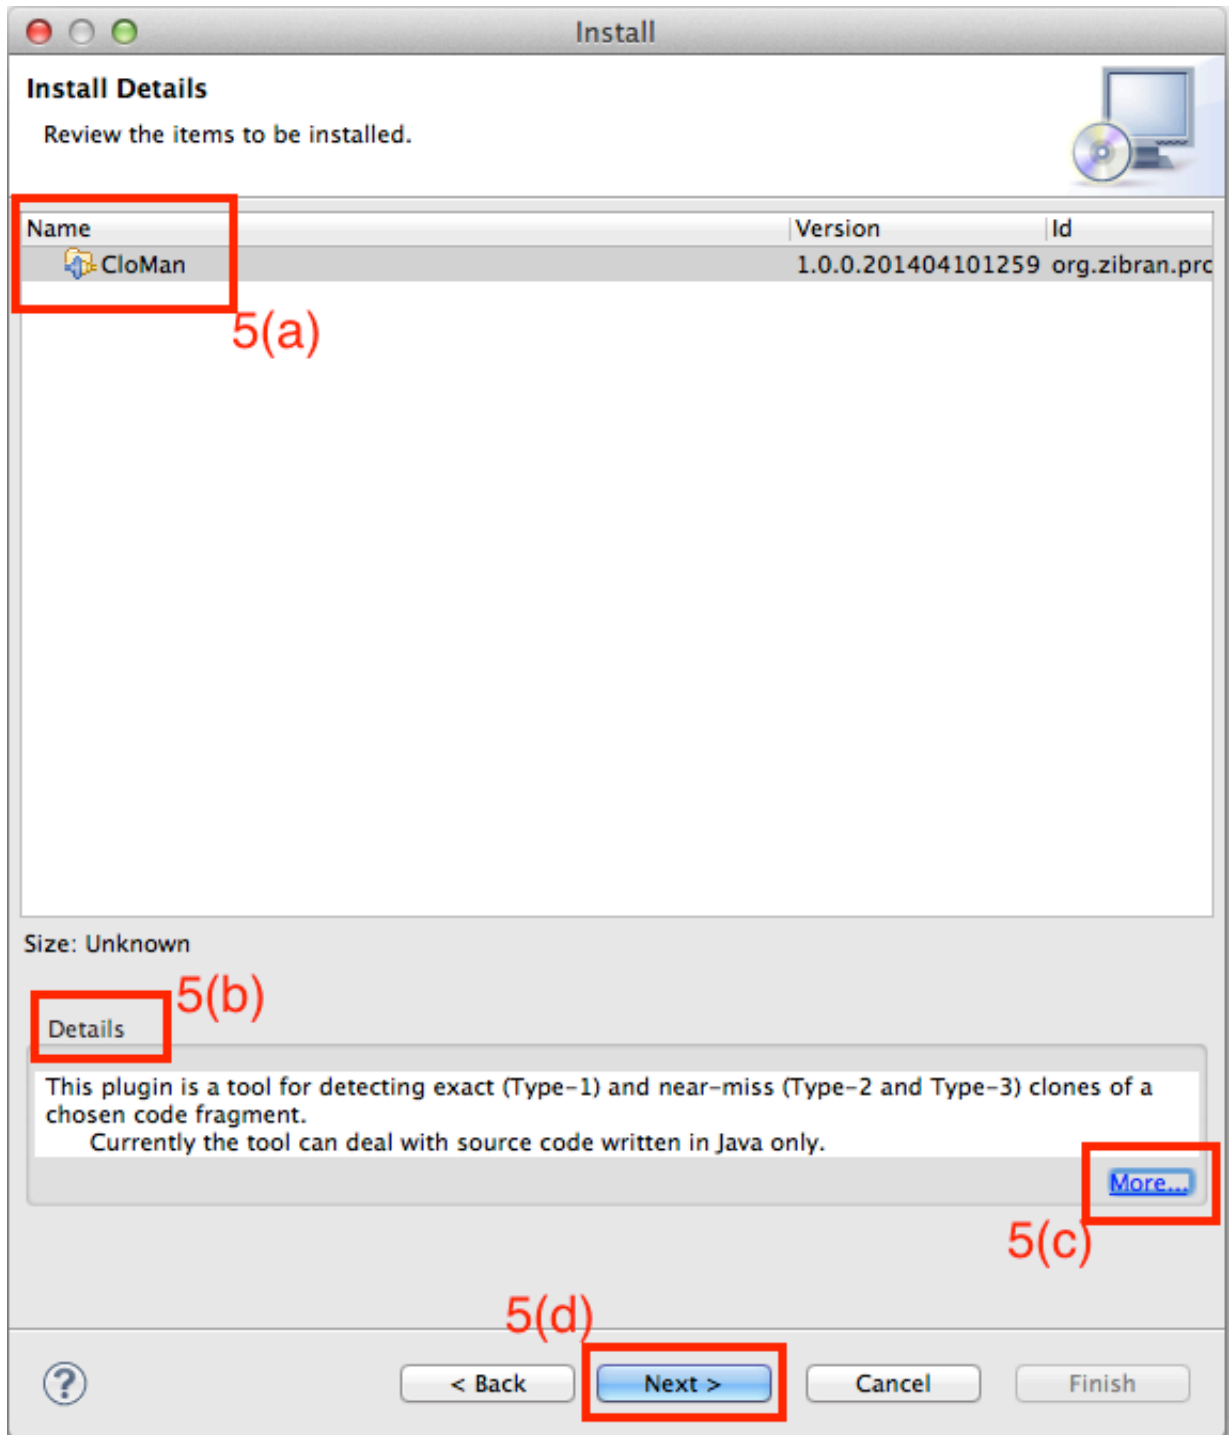 Install
Install Details
Review the items to be installed.
Name Version Id
CloMan 1.0.0.201404101259 org.zibran.prc
5(a)
Size: Unknown
5(b)
Details
This plugin is a tool for detecting exact (Type-1) and near-miss (Type-2 and Type-3) clones of a
chosen code fragment.
Currently the tool can deal with source code written in Java only.
More...
5(c)
5(d)
? < Back Next > Cancel Finish